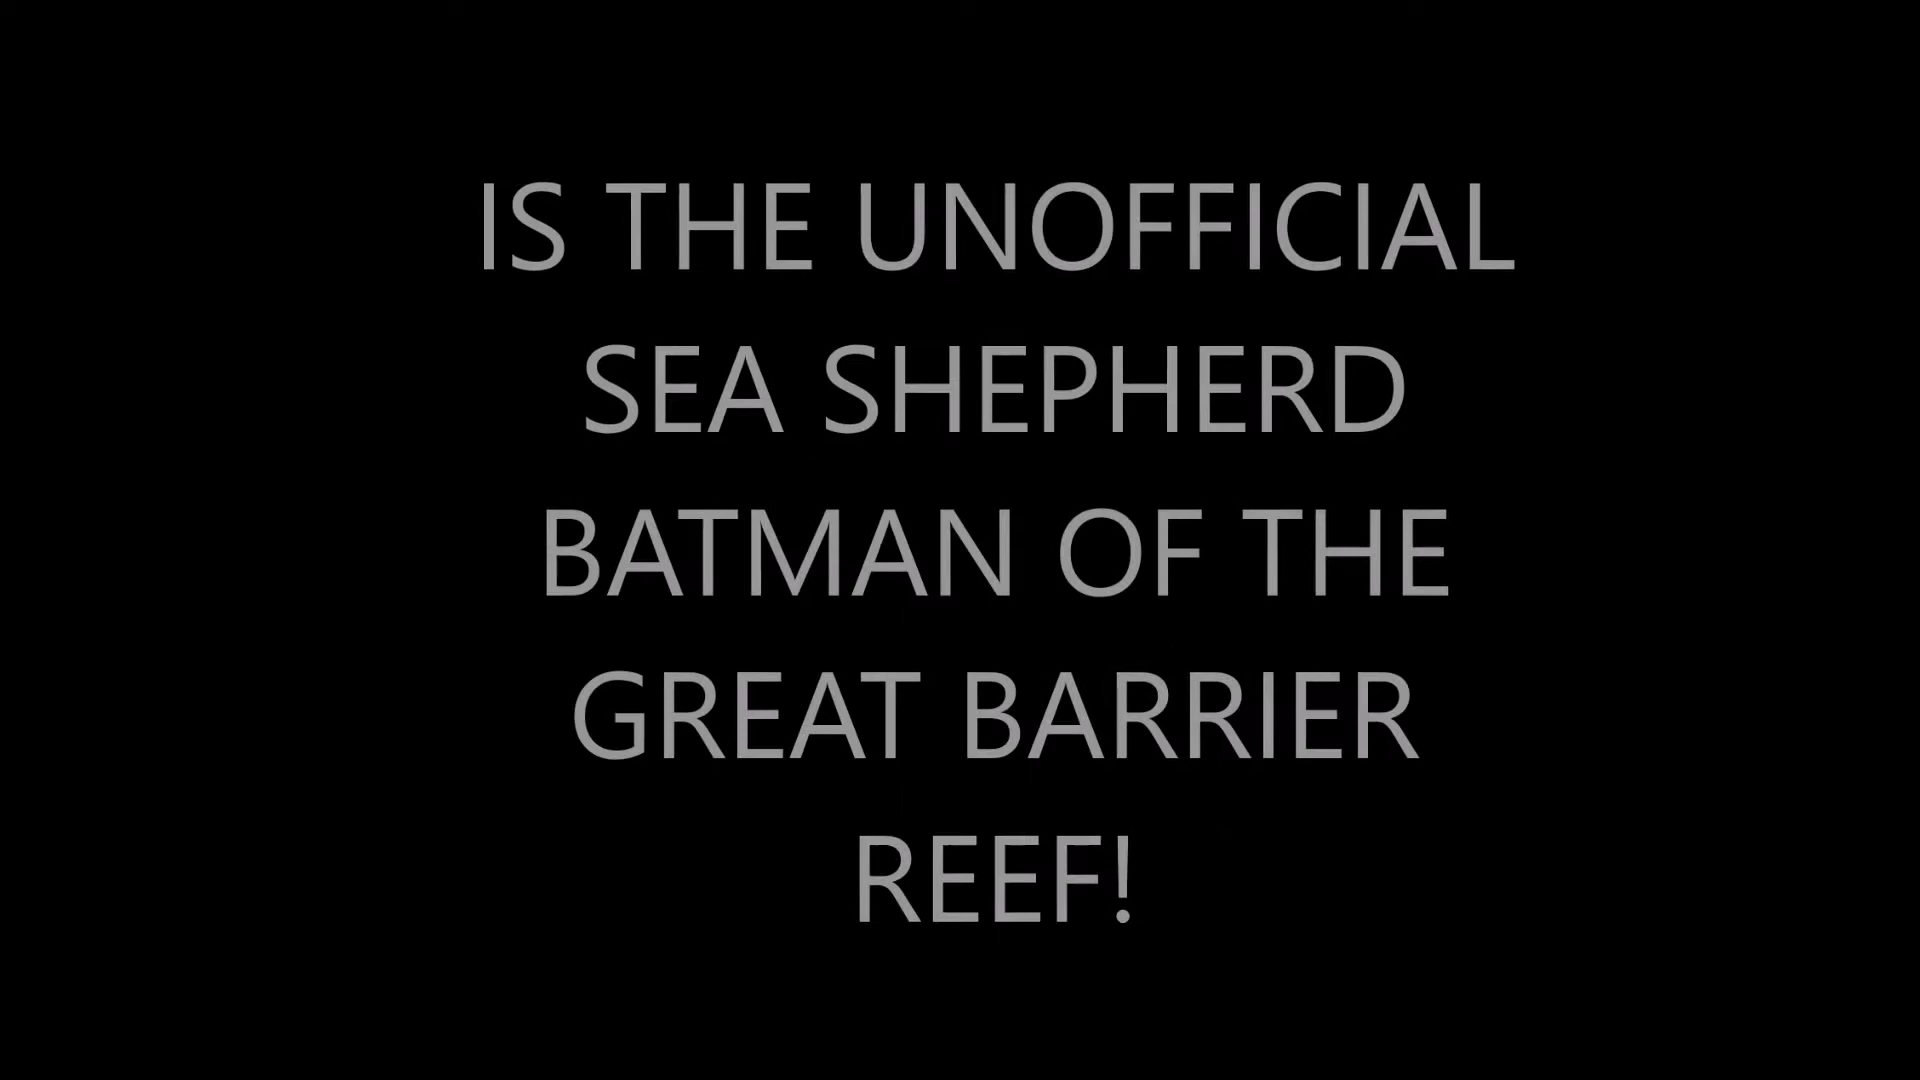 IS THE UNOFFICIAL
SEA SHEPHERD
BATMAN OF THE
GREAT BARRIER
REEF!